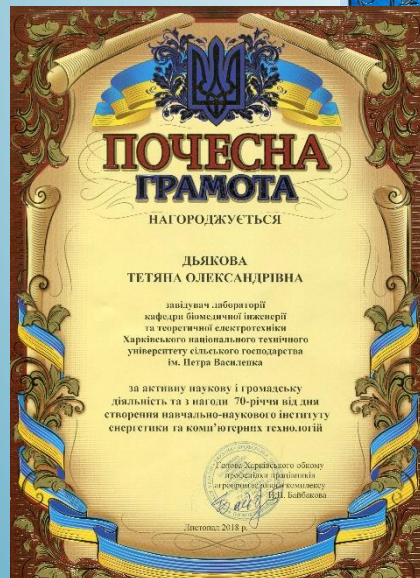 ПОЧЕСНА
ГРАМОТА
НАГОРОДЖУЄТЬСЯ
ДЬЯКОВА
ТЕТЯНА ОЛЕКСАНДРІВНА
завідувач лабораторії
кафедри біомедичної інженерії
та теоретичної електротехніки
Харківського національного технічного
університету сільського господарства
ім. Петра Василенка
за активну наукову і громадську
діяльність та з нагоди 70-річчя від дня
створення навчально-наукового інституту
енергетики та комп'ютерних технологій
Голова Харківського обкому
профспілки працівників
агропромислового комплексу
Байбакова
Листопад 2018 р.